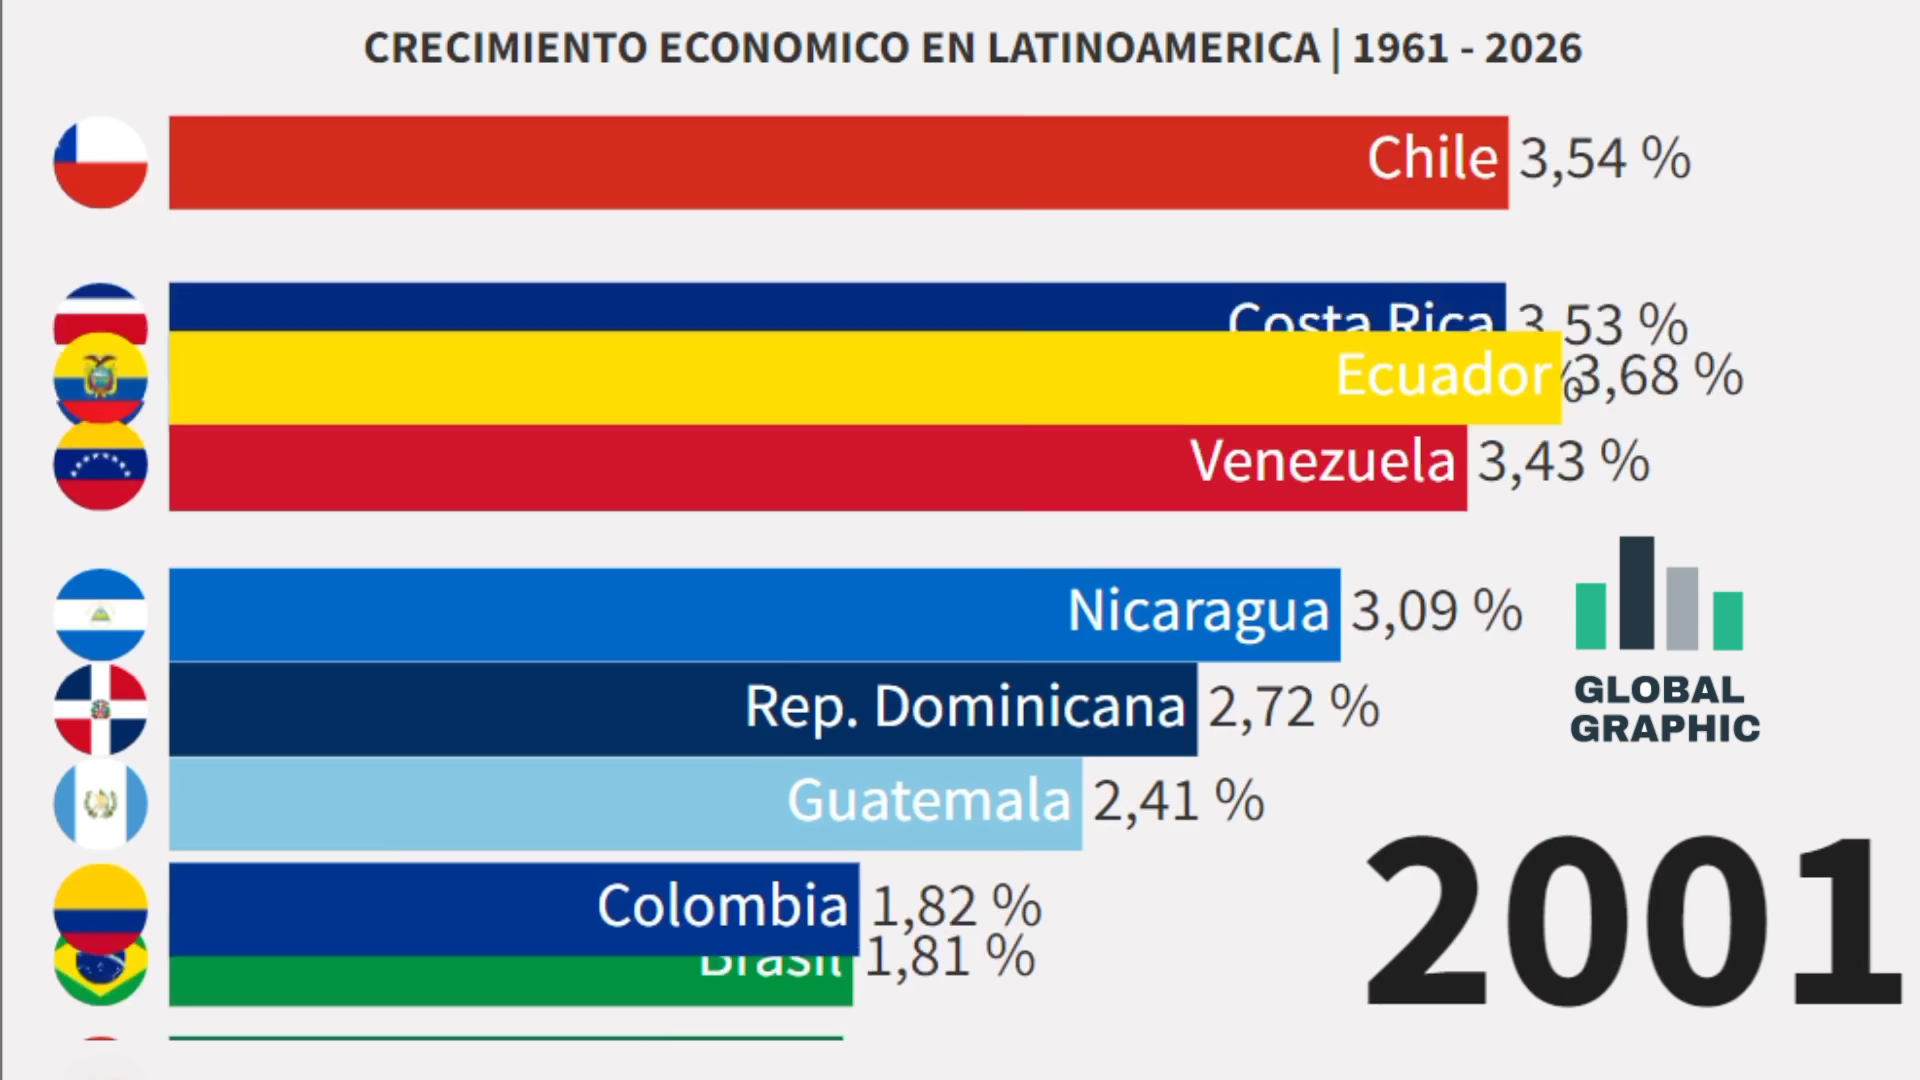 CRECIMIENTO ECONOMICO EN LATINOAMERICA | 1961 - 2026
Chile 3,54 %
Costa Rica 3,53 %
Ecuador 3,68 %
Venezuela 3,43 %
Nicaragua 3,09 %
Rep. Dominicana 2,72 %
GLOBAL
GRAPHIC
Guatemala 2,41 %
Colombia 1,82 %
Brasil 1,81 %
2001